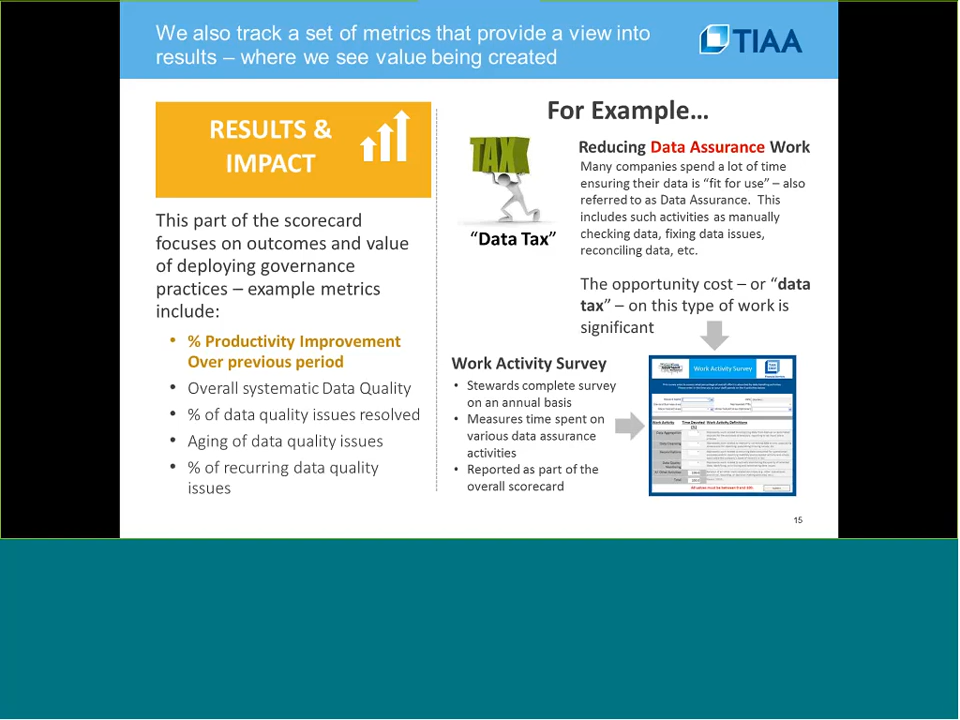 We also track a set of metrics that provide a view into
results – where we see value being created
TIAA
RESULTS &
IMPACT
This part of the scorecard
focuses on outcomes and value
of deploying governance
practices – example metrics
include:
• % Productivity Improvement
Over previous period
• Overall systematic Data Quality
• % of data quality issues resolved
• Aging of data quality issues
• % of recurring data quality
issues
For Example…
TAX
"Data Tax"
Reducing Data Assurance Work
Many companies spend a lot of time
ensuring their data is "fit for use" – also
referred to as Data Assurance. This
includes such activities as manually
checking data, fixing data issues,
reconciling data, etc.
The opportunity cost – or "data
tax" – on this type of work is
significant
Work Activity Survey
• Stewards complete survey
on an annual basis
• Measures time spent on
various data assurance
activities
• Reported as part of the
overall scorecard
Work Activity Survey
Work Activity Time Devoted Work Activity Definitions
15